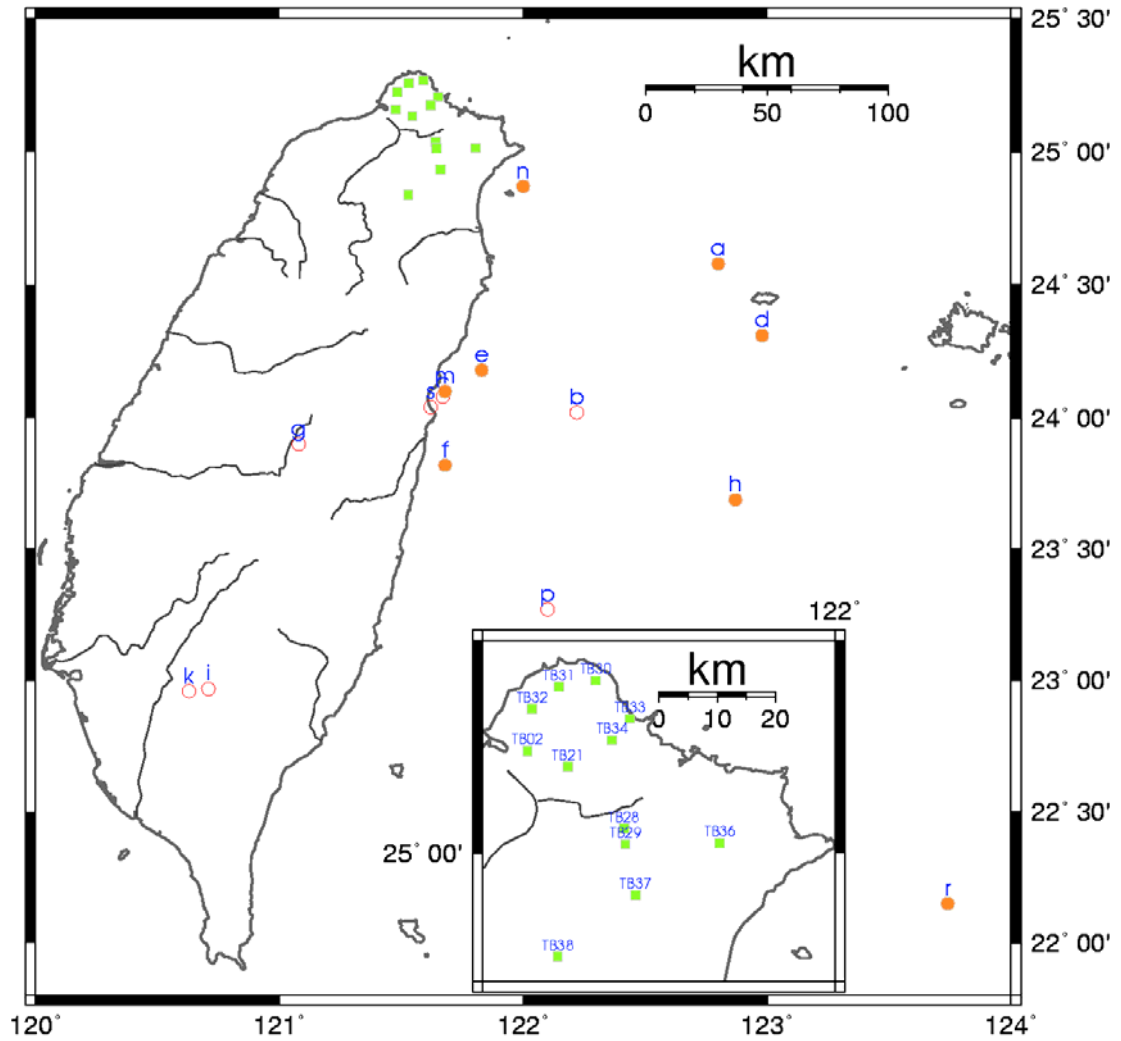 25° 30'
km
0 50 100
25° 00'
n
a
24° 30'
d
e
m
s
b
24° 00'
g
f
h
23° 30'
p
122°
km
0 10 20
TB31 TB30
TB32
TB33
TB34
TB02
TB21
TB28
TB29
TB36
TB37
TB38
25° 00'
k i
23° 00'
22° 30'
r
22° 00'
120° 121° 122° 123° 124°